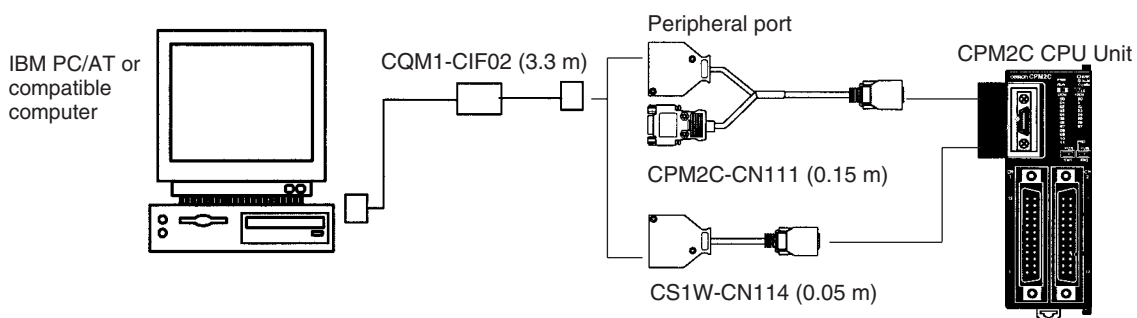 IBM PC/AT or
compatible
computer
CQM1-CIF02 (3.3 m)
Peripheral port
CPM2C-CN111 (0.15 m)
CS1W-CN114 (0.05 m)
CPM2C CPU Unit